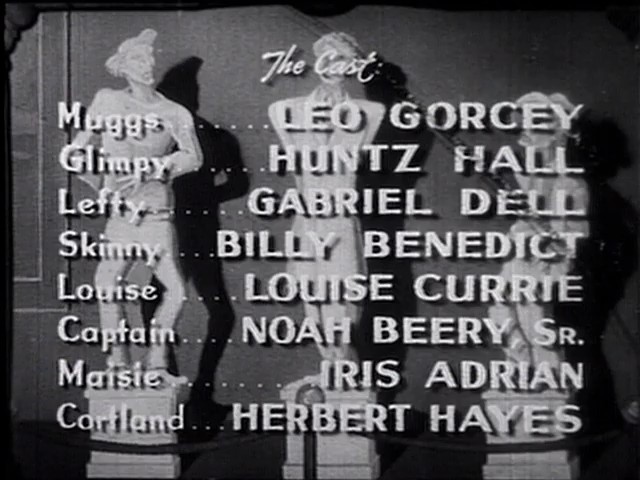 The Cast:
Muggs.......LEO GORCEY
Glimpy......HUNTZ HALL
Lefty.......GABRIEL DELL
Skinny....BILLY BENEDICT
Louise.....LOUISE CURRIE
Captain....NOAH BEERY, SR.
Maisie.........IRIS ADRIAN
Cortland...HERBERT HAYES